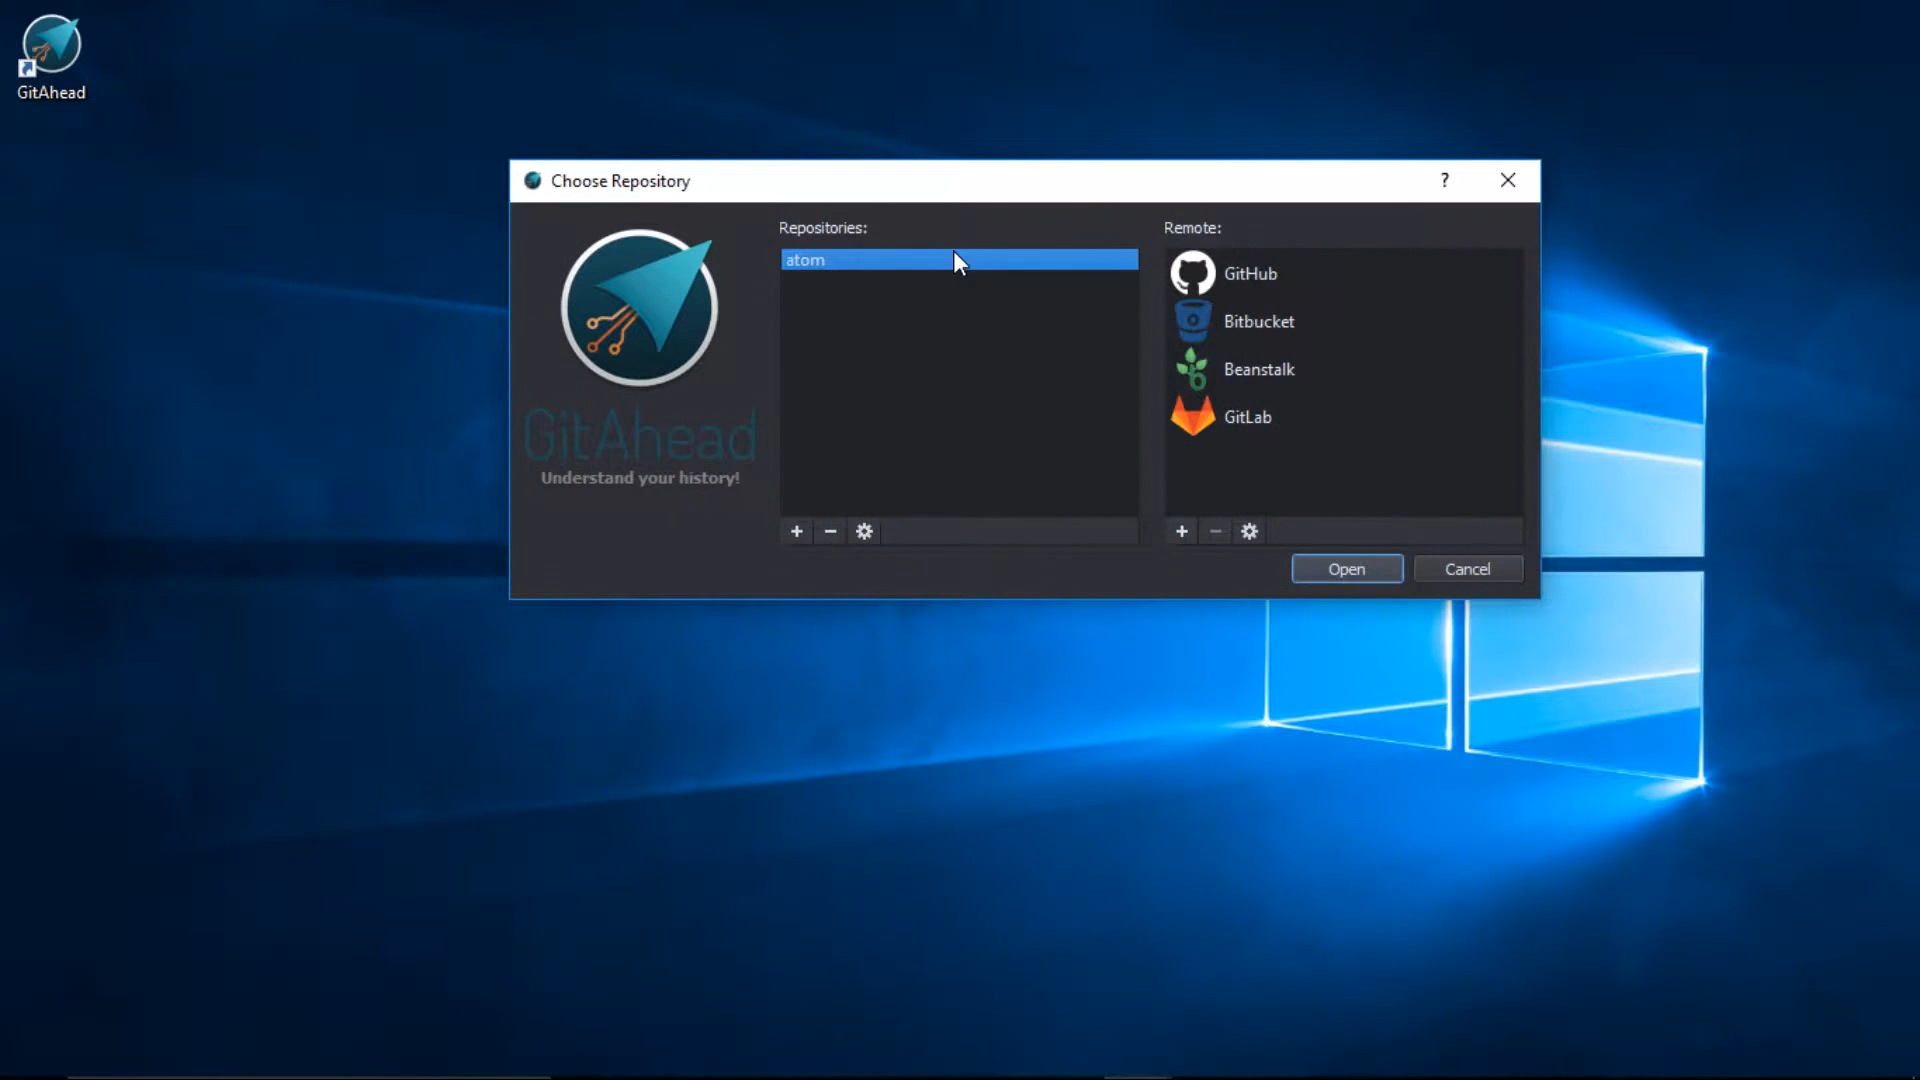 GitAhead
Choose Repository
?
Repositories:
Remote:
atom
GitHub
Bitbucket
Beanstalk
GitLab
GitAhead
Understand your history!
Open
Cancel